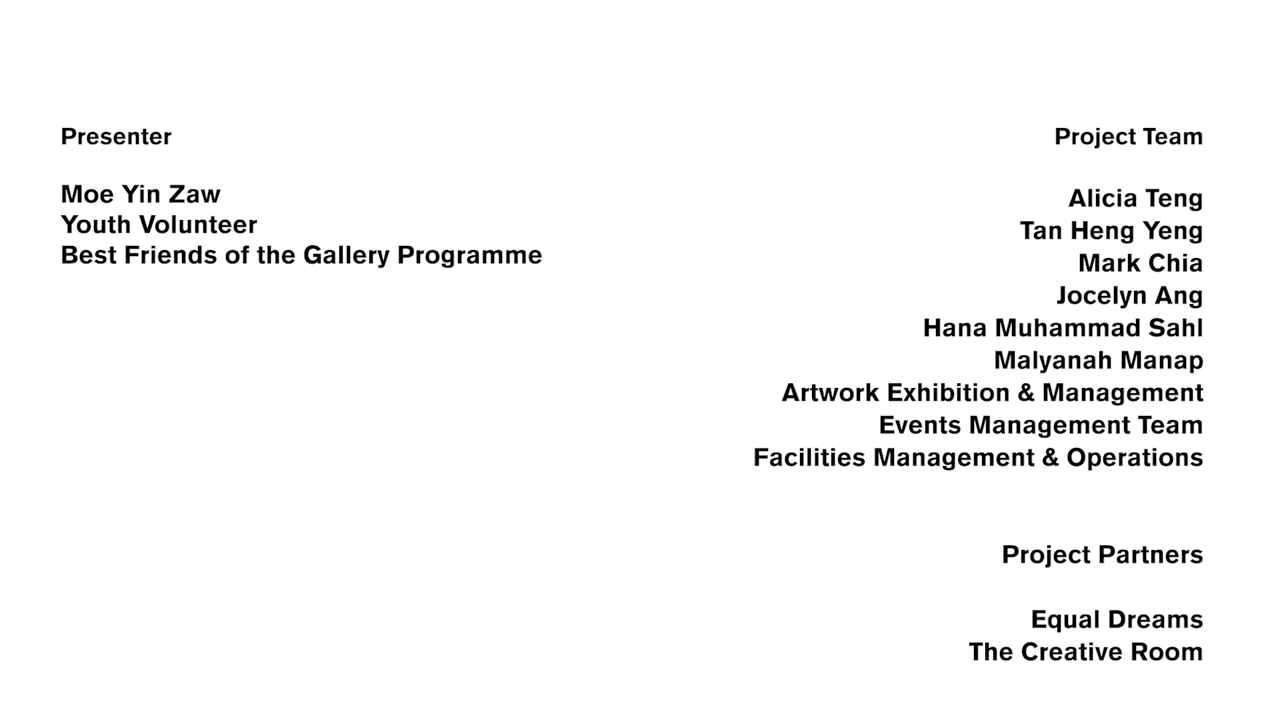 Presenter
Moe Yin Zaw
Youth Volunteer
Best Friends of the Gallery Programme
Project Team
Alicia Teng
Tan Heng Yeng
Mark Chia
Jocelyn Ang
Hana Muhammad Sahl
Malyanah Manap
Artwork Exhibition & Management
Events Management Team
Facilities Management & Operations
Project Partners
Equal Dreams
The Creative Room